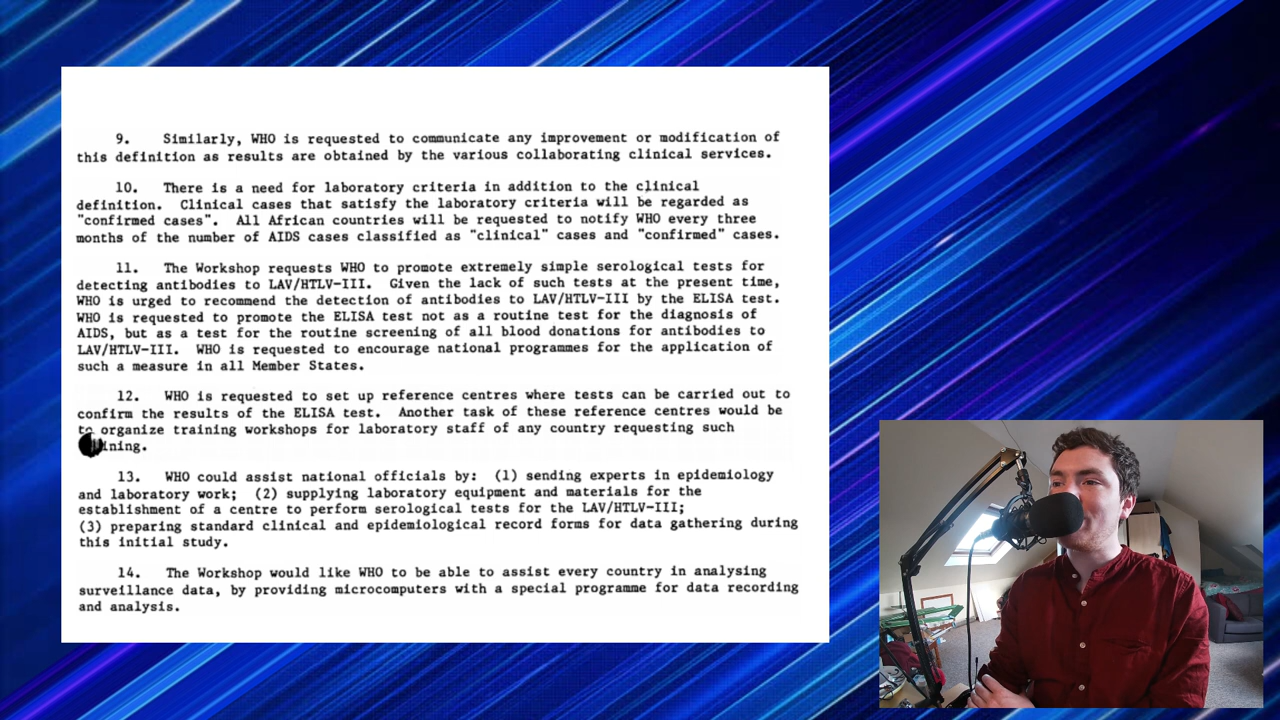 9. Similarly, WHO is requested to communicate any improvement or modification of
this definition as results are obtained by the various collaborating clinical services.
10. There is a need for laboratory criteria in addition to the clinical
definition. Clinical cases that satisfy the laboratory criteria will be regarded as
"confirmed cases". All African countries will be requested to notify WHO every three
months of the number of AIDS cases classified as "clinical" cases and "confirmed" cases.
11. The Workshop requests WHO to promote extremely simple serological tests for
detecting antibodies to LAV/HTLV-III. Given the lack of such tests at the present time,
WHO is urged to recommend the detection of antibodies to LAV/HTLV-III by the ELISA test.
WHO is requested to promote the ELISA test not as a routine test for the diagnosis of
AIDS, but as a test for the routine screening of all blood donations for antibodies to
LAV/HTLV-III. WHO is requested to encourage national programmes for the application of
such a measure in all Member States.
12. WHO is requested to set up reference centres where tests can be carried out to
confirm the results of the ELISA test. Another task of these reference centres would be
to organize training workshops for laboratory staff of any country requesting such
13. WHO could assist national officials by: (1) sending experts in epidemiology
and laboratory work; (2) supplying laboratory equipment and materials for the
establishment of a centre to perform serological tests for the LAV/HTLV-III;
(3) preparing standard clinical and epidemiological record forms for data gathering during
this initial study.
14. The Workshop would like WHO to be able to assist every country in analysing
surveillance data, by providing microcomputers with a special programme for data recording
and analysis.